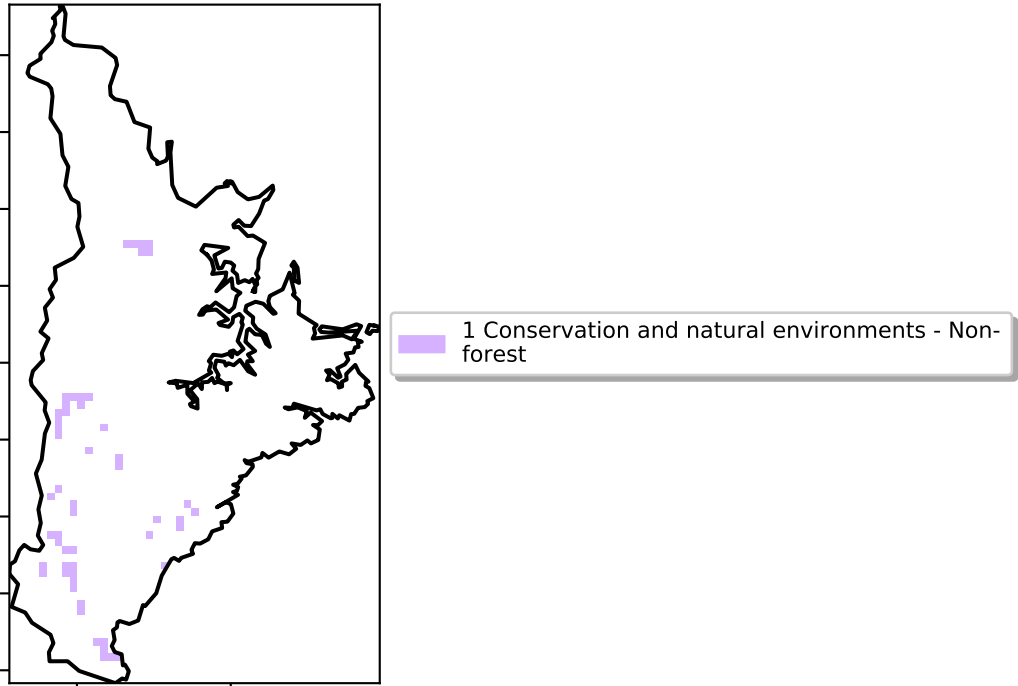 1 Conservation and natural environments - Non-
forest